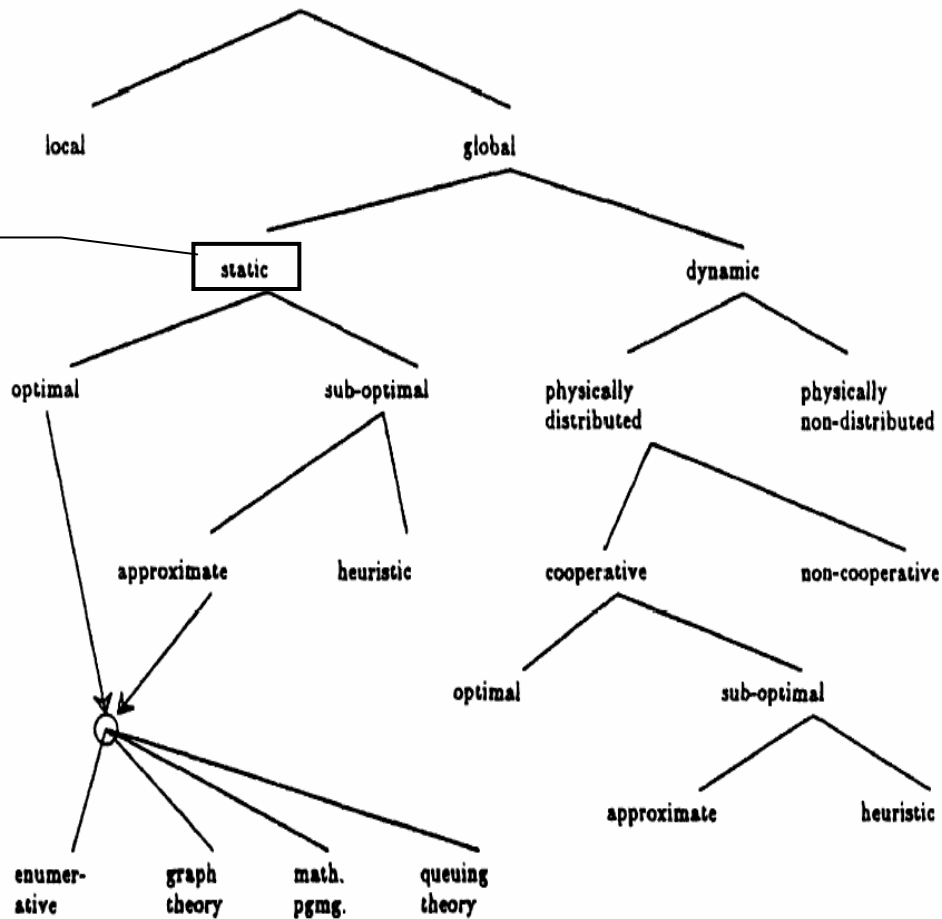 local
global
static
dynamic
optimal
sub-optimal
physically
distributed
physically
non-distributed
approximate
heuristic
cooperative
non-cooperative
optimal
sub-optimal
approximate
heuristic
enumer-
ative
graph
theory
math.
pgmg.
queuing
theory